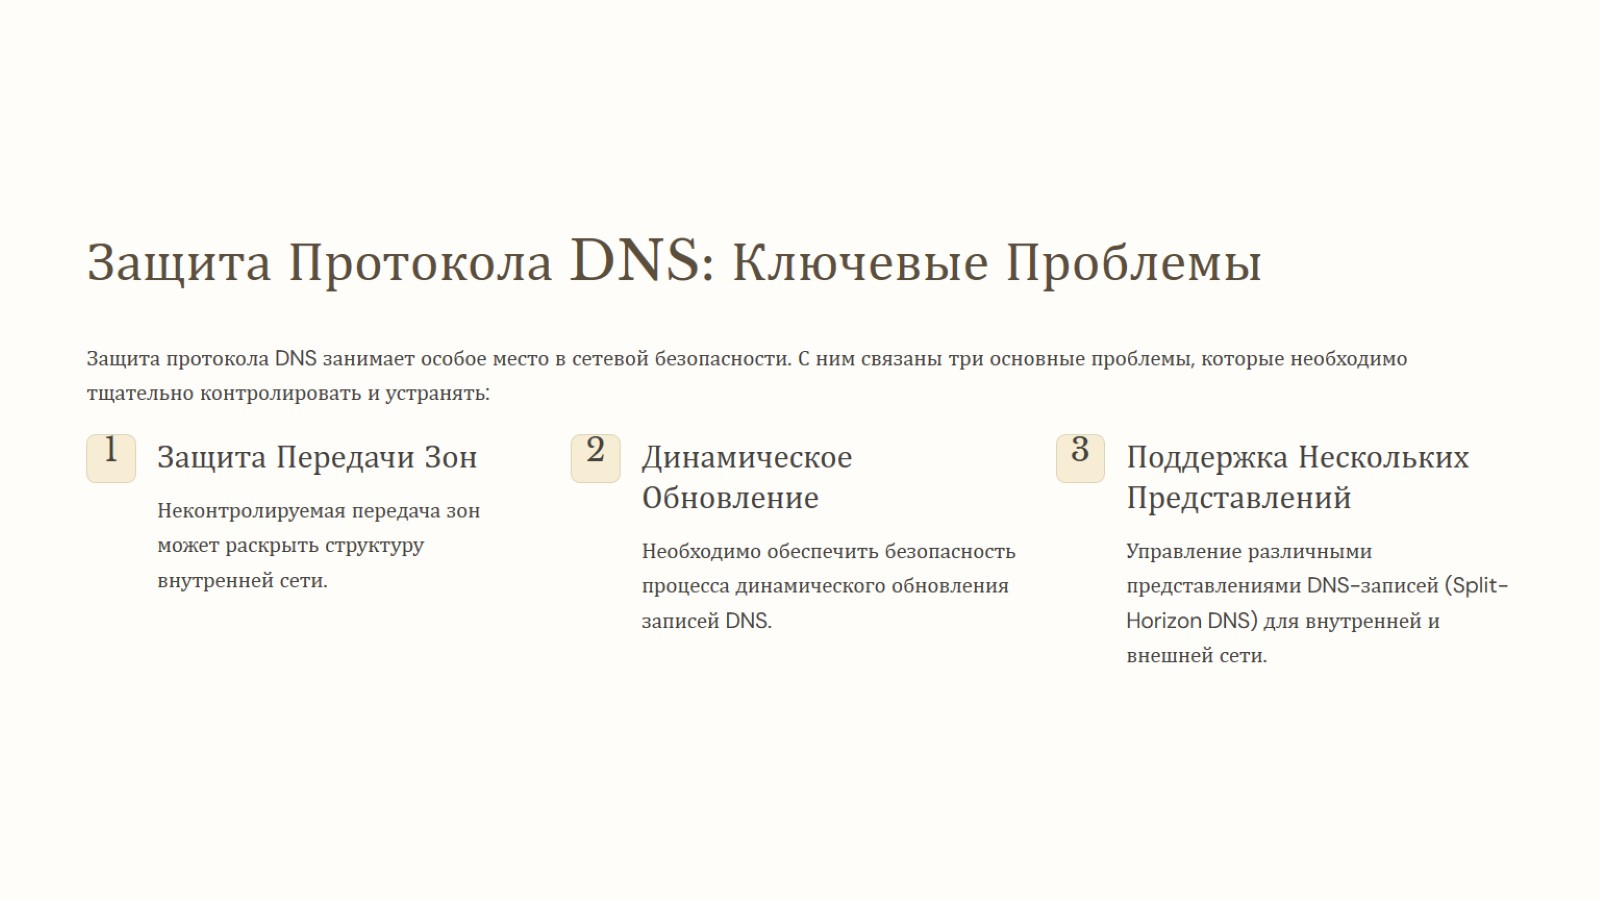 Защита Протокола DNS: Ключевые Проблемы
Защита протокола DNS занимает особое место в сетевой безопасности. С ним связаны три основные проблемы, которые необходимо
тщательно контролировать и устранять:
1
Защита Передачи Зон
Неконтролируемая передача зон
может раскрыть структуру
внутренней сети.
2
Динамическое
Обновление
Необходимо обеспечить безопасность
процесса динамического обновления
записей DNS.
3
Поддержка Нескольких
Представлений
Управление различными
представлениями DNS-записей (Split-
Horizon DNS) для внутренней и
внешней сети.